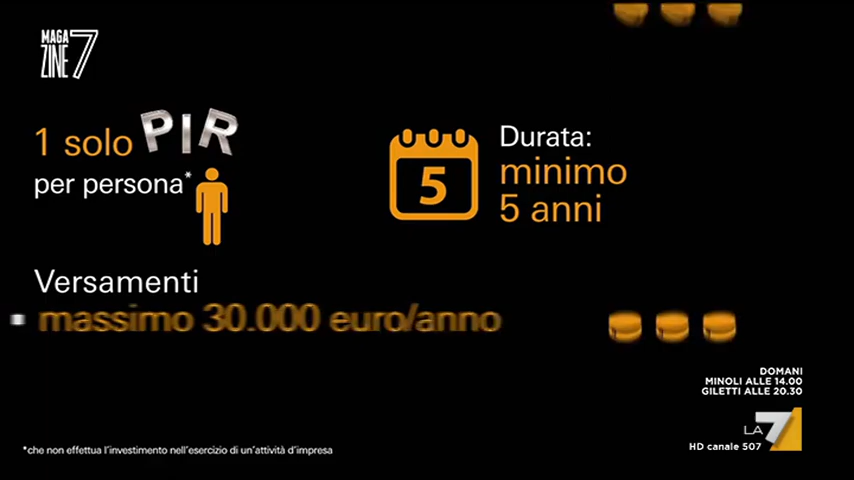 MAGA
ZINE 7
1 solo PIR
per persona*
5
Durata:
minimo
5 anni
Versamenti
massimo 30.000 euro/anno
DOMANI
MINOLI ALLE 14.00
GILETTI ALLE 20.30
LA7
HD canale 507
*che non effettua l'investimento nell'esercizio di un'attività d'impresa